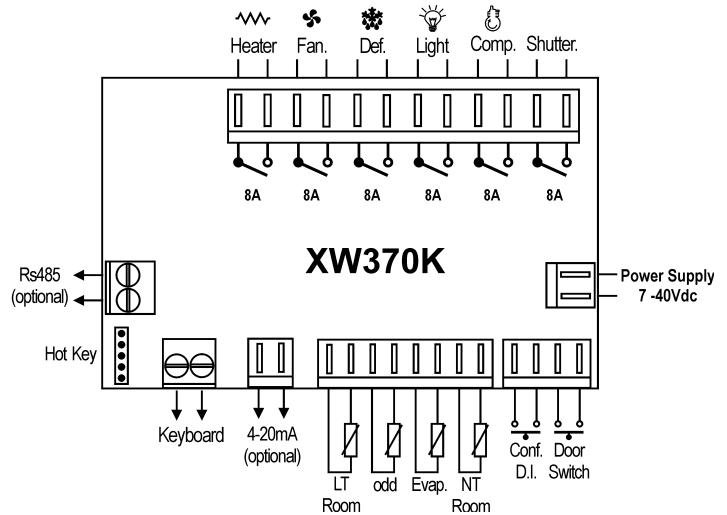 Heater Fan. Def. Light Comp. Shutter.
8A 8A 8A 8A 8A 8A
XW370K
Rs485
(optional)
Power Supply
7 -40Vdc
Hot Key
Keyboard
4-20mA
(optional)
LT
Room
odd
Evap.
NT
Room
Conf.
D.I.
Door
Switch